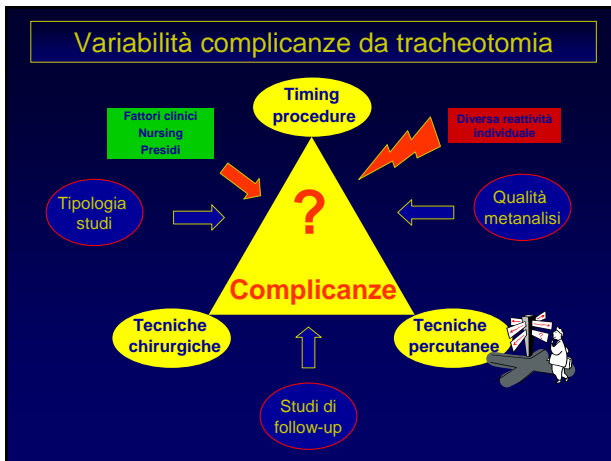 Variabilità complicanze da tracheotomia
Timing
procedure
Fattori clinici
Nursing
Presidi
Diversa reattività
individuale
Tipologia
studi
?
Qualità
metanalisi
Complicanze
Tecniche
chirurgiche
Tecniche
percutanee
Studi di
follow-up